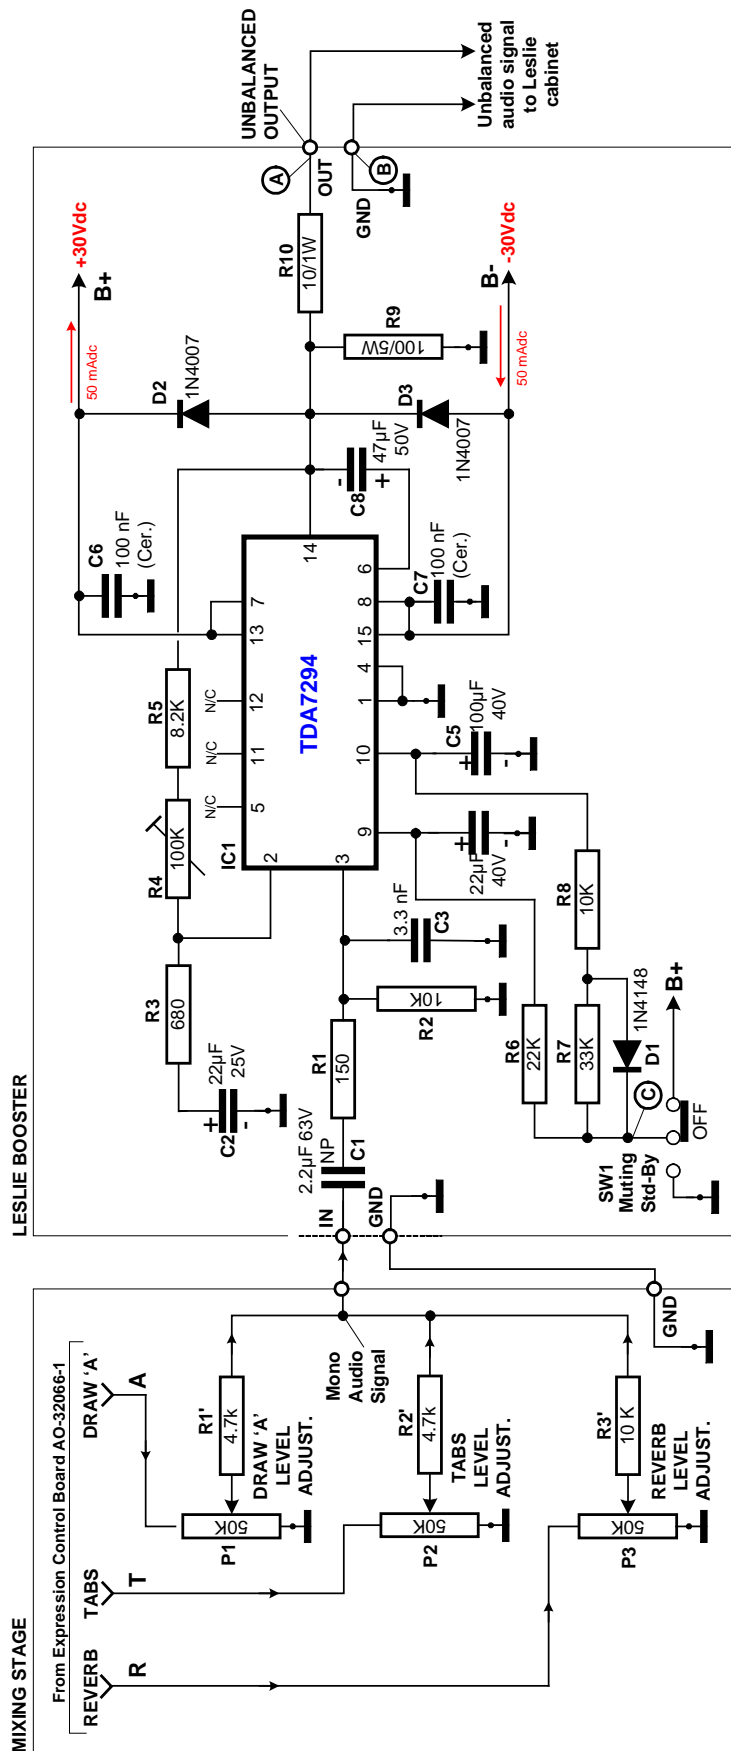 MIXING STAGE
From Expression Control Board AO-32066-1
REVERB
TABS
DRAW ‘A’
R
T
A
P1
50K
R1'
4.7k
DRAW ‘A’
LEVEL
ADJUST.
P2
50K
R2'
4.7k
TABS
LEVEL
ADJUST.
P3
50K
R3'
10 K
REVERB
LEVEL
ADJUST.
Mono
Audio
Signal
GND
LESLIE BOOSTER
IN
GND
2.2µF 63V
NP
C1
R1
150
C2
22µF
25V
+
-
R3
680
R4
100K
R5
8.2K
R2
10K
3.3 nF
C3
IC1
TDA7294
2
3
5
11
12
13
7
14
9
10
1
4
15
8
6
N/C
N/C
N/C
C6
100 nF
(Cer.)
C7
100 nF
(Cer.)
C8
47µF
50V
-
+
22µF
40V
+
-
C5
100µF
40V
+
-
R6
22K
R7
33K
R8
10K
D1
1N4148
C
SW1
Muting
Std-By
OFF
B+
D2
1N4007
D3
1N4007
R9
100/5W
R10
10/1W
50 mAdc
B+
+30Vdc
50 mAdc
B-
-30Vdc
A
OUT
GND
B
UNBALANCED
OUTPUT
Unbalanced
audio signal
to Leslie
cabinet